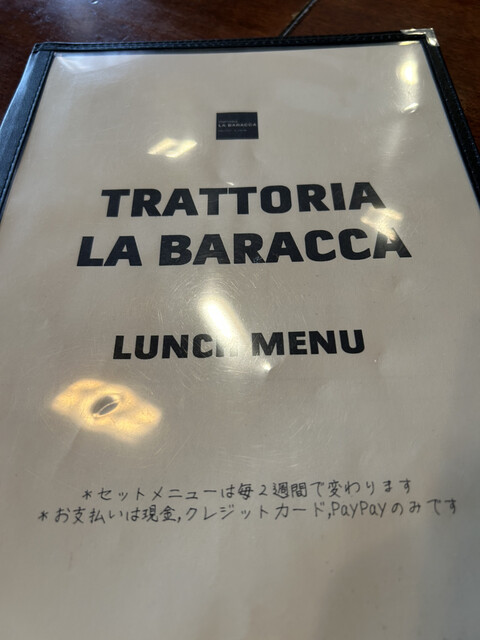 LA BARACCA
TRATTORIA
LA BARACCA
LUNCH MENU
*セットメニューは毎2週間で変わります
*お支払いは現金,クレジットカード,PayPayのみです